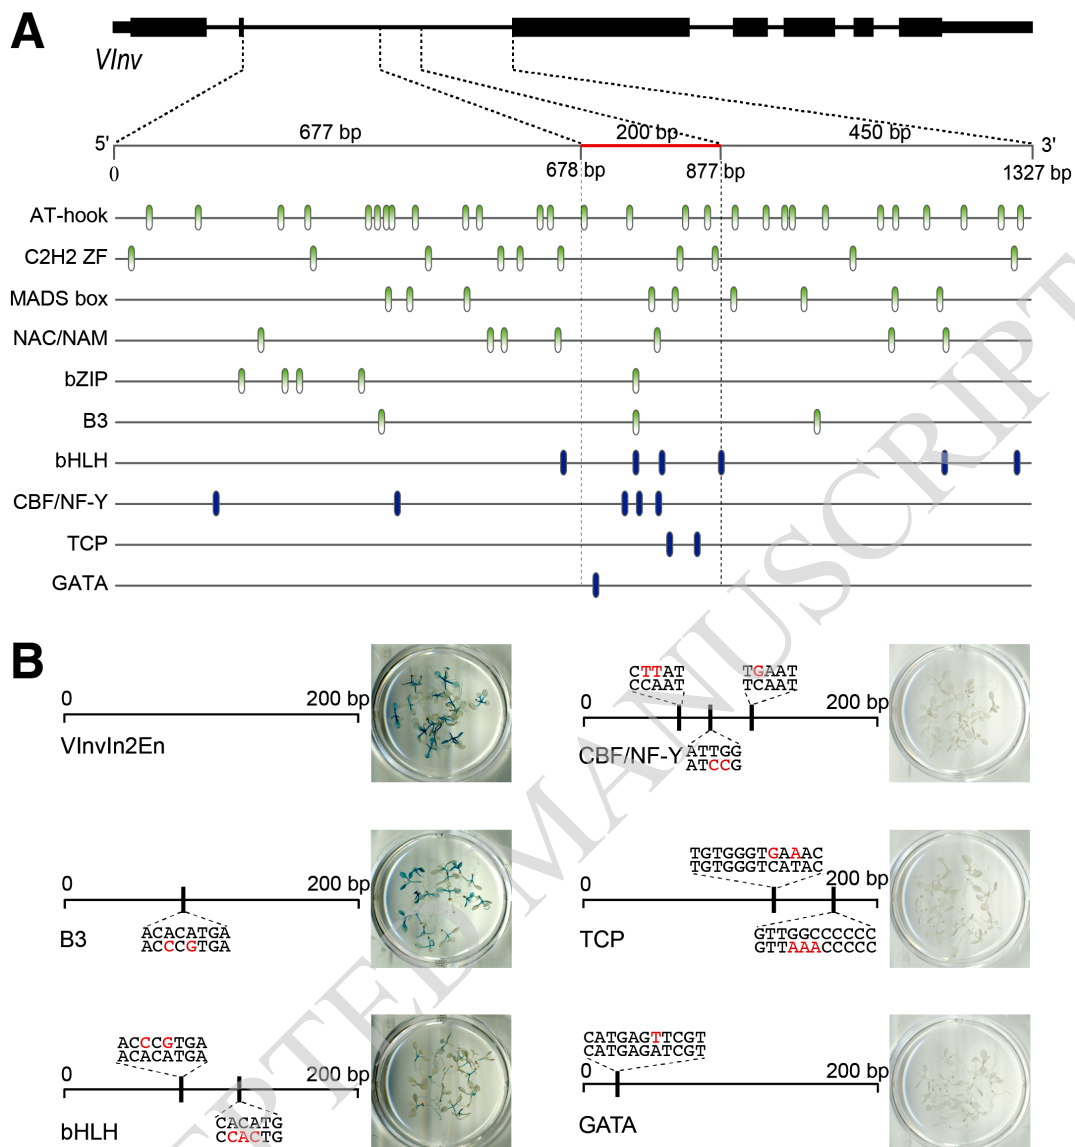 A
VInv
677 bp
200 bp
450 bp
5'
3'
0
678 bp
877 bp
1327 bp
AT-hook
C2H2 ZF
MADS box
NAC/NAM
bZIP
B3
bHLH
CBF/NF-Y
TCP
GATA
B
0
200 bp
VInvIn2En
CTTAT
CCAAT
TGAAT
TCAAT
0
200 bp
CBF/NF-Y
ATTGG
ATCCG
0
200 bp
B3
ACACATGA
ACCCGTGA
TGTGGGTGAAAC
TGTGGGTCATAC
0
200 bp
TCP
GTTGGCCCCCC
GTTAAACCCCC
ACCCGTGA
ACACATGA
0
200 bp
bHLH
CACATG
CCACTG
CATGAGTTCGT
CATGAGATCGT
0
200 bp
GATA
ACCEPTED MANUSCRIPT